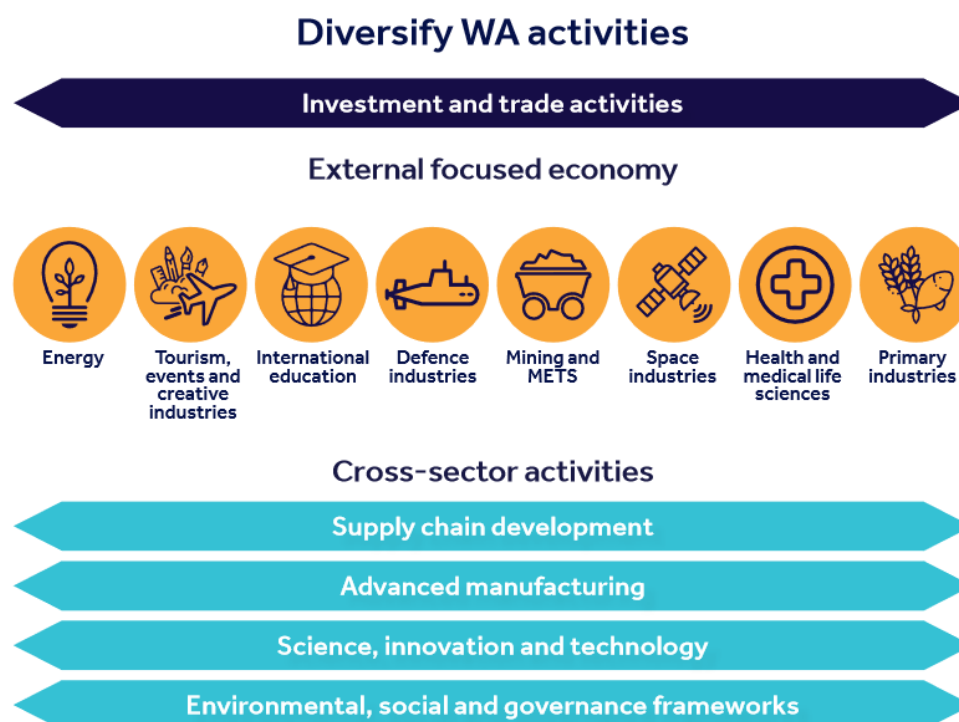 Diversify WA activities
Investment and trade activities
External focused economy
Energy
Tourism,
events and
creative
industries
International
education
Defence
industries
Mining and
METS
Space
industries
Health and
medical life
sciences
Primary
industries
Cross-sector activities
Supply chain development
Advanced manufacturing
Science, innovation and technology
Environmental, social and governance frameworks